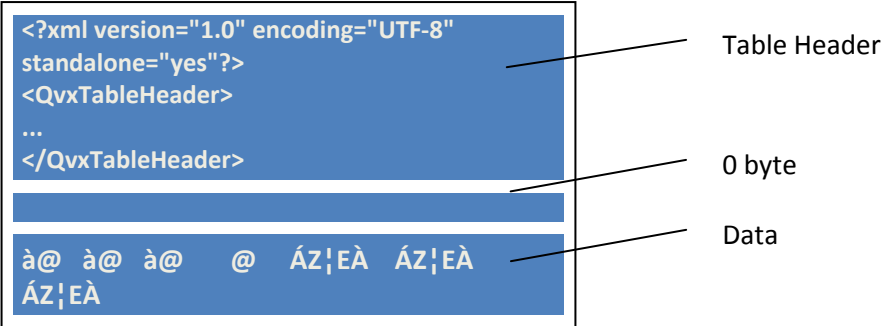 <?xml version="1.0" encoding="UTF-8"
standalone="yes"?>
<QvxTableHeader>
...
</QvxTableHeader>
Table Header
0 byte
Data
à@ à@ à@ @ ÁZ¦EÀ ÁZ¦EÀ
ÁZ¦EÀ